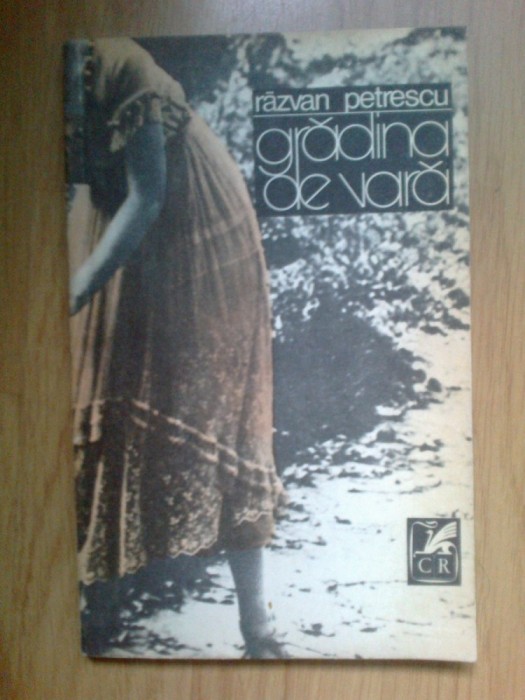 răzvan petrescu
grădina
de vară
CR